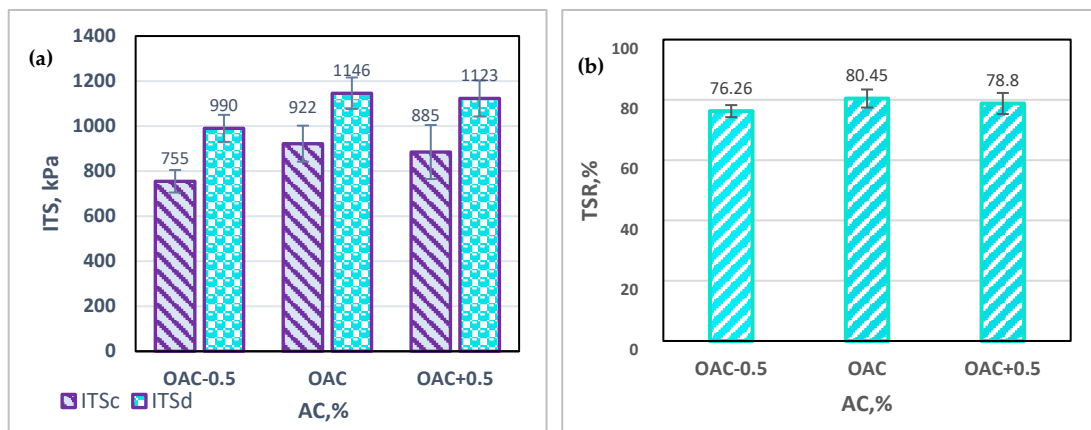 (a)
ITS, kPa
1400
1200
1000
800
600
400
200
0
755
990
922
1146
885
1123
OAC-0.5
OAC
OAC+0.5
ITSc
ITSd
AC,%
(b)
TSR,%
100
80
60
40
20
0
76.26
80.45
78.8
OAC-0.5
OAC
OAC+0.5
AC,%